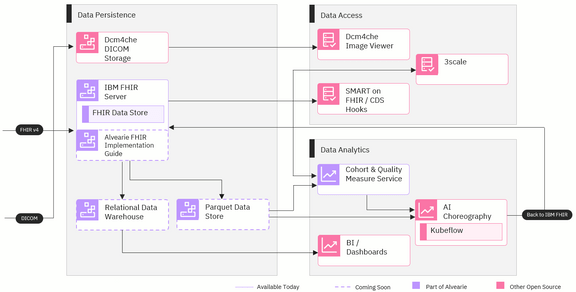 Data Persistence
Dcm4che
DICOM
Storage
IBM FHIR
Server
FHIR Data Store
Alvearie FHIR
Implementation
Guide
Relational Data
Warehouse
Parquet Data
Store
FHIR v4
DICOM
Data Access
Dcm4che
Image Viewer
3scale
SMART on
FHIR / CDS
Hooks
Data Analytics
Cohort & Quality
Measure Service
AI
Choreography
Kubeflow
BI /
Dashboards
Back to IBM FHIR
Available Today
Coming Soon
Part of Alvearie
Other Open Source